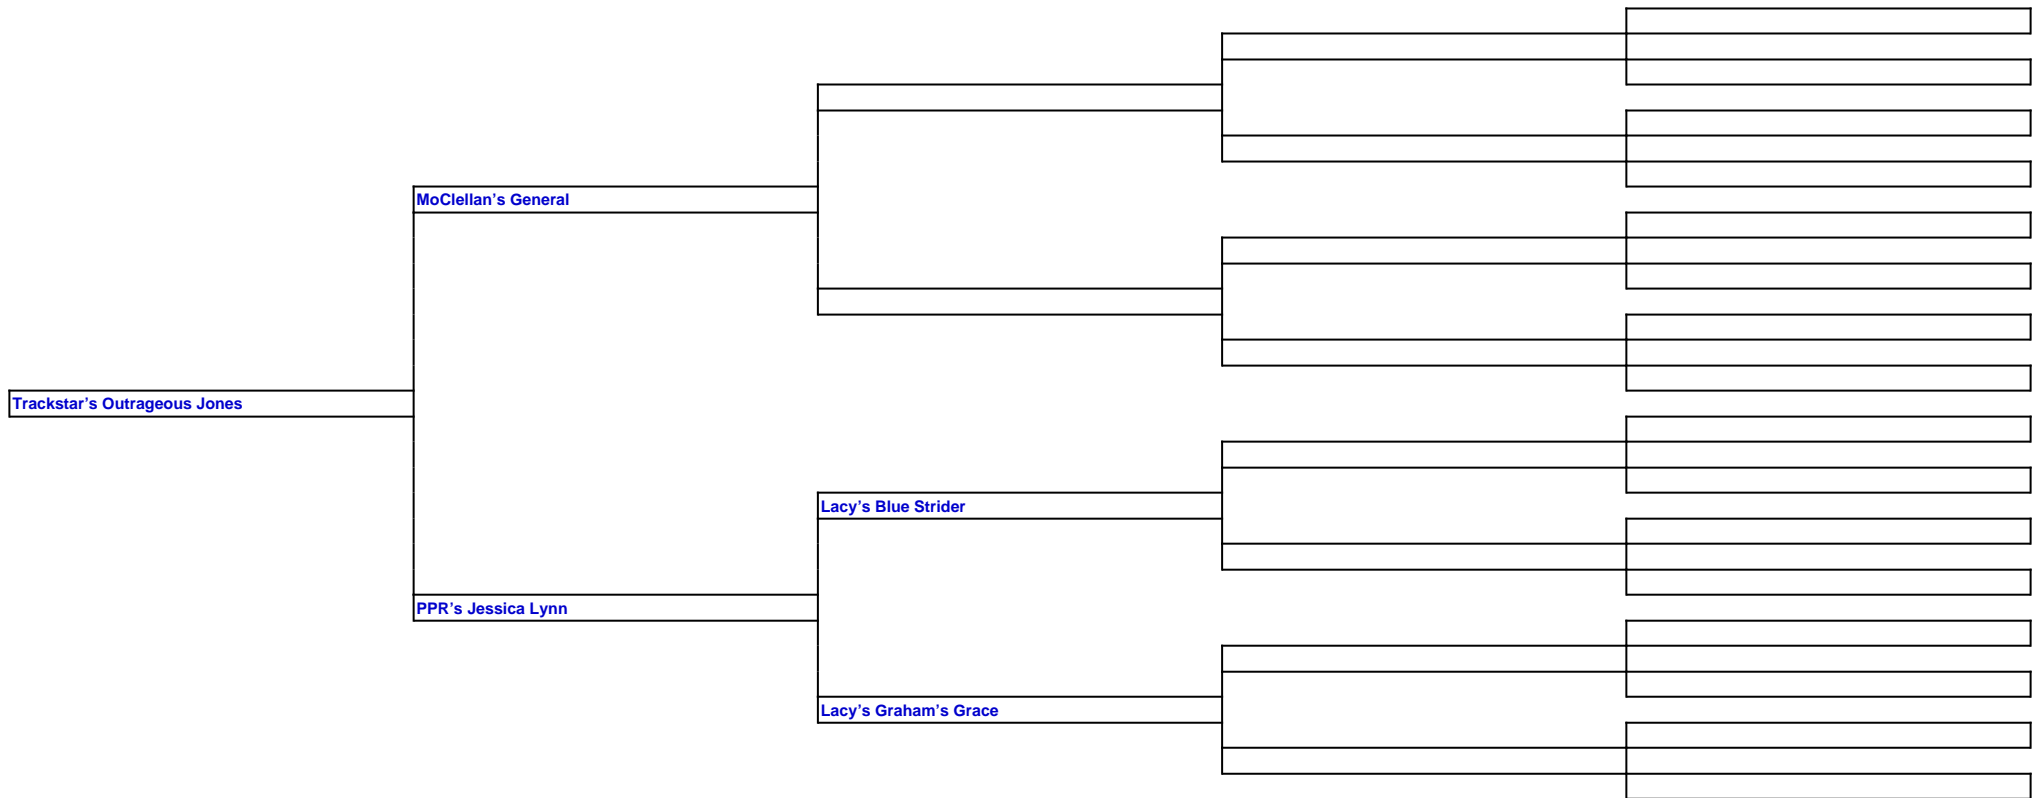 MoClellan’s General
Trackstar’s Outrageous Jones
Lacy’s Blue Strider
PPR’s Jessica Lynn
Lacy’s Graham’s Grace